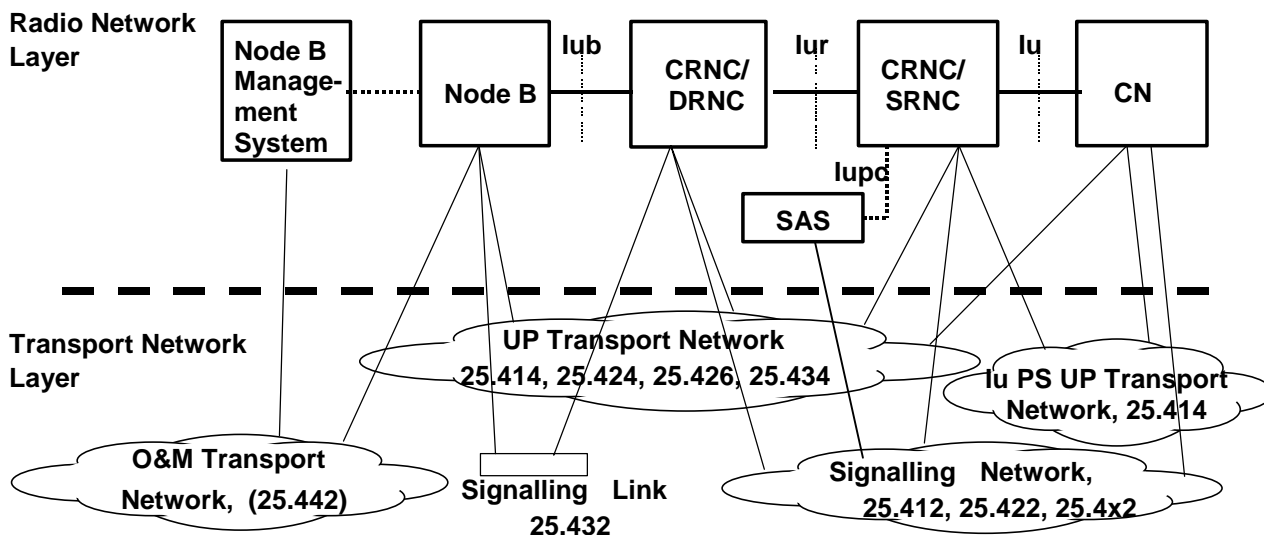 Radio Network
Layer
Node B
Manage-
ment
System
Node B
Iub
CRNC/
DRNC
Iur
CRNC/
SRNC
Iu
CN
Iupc
SAS
Transport Network
Layer
UP Transport Network
25.414, 25.424, 25.426, 25.434
Iu PS UP Transport
Network, 25.414
O&M Transport
Network, (25.442)
Signalling Link
25.432
Signalling Network,
25.412, 25.422, 25.4x2